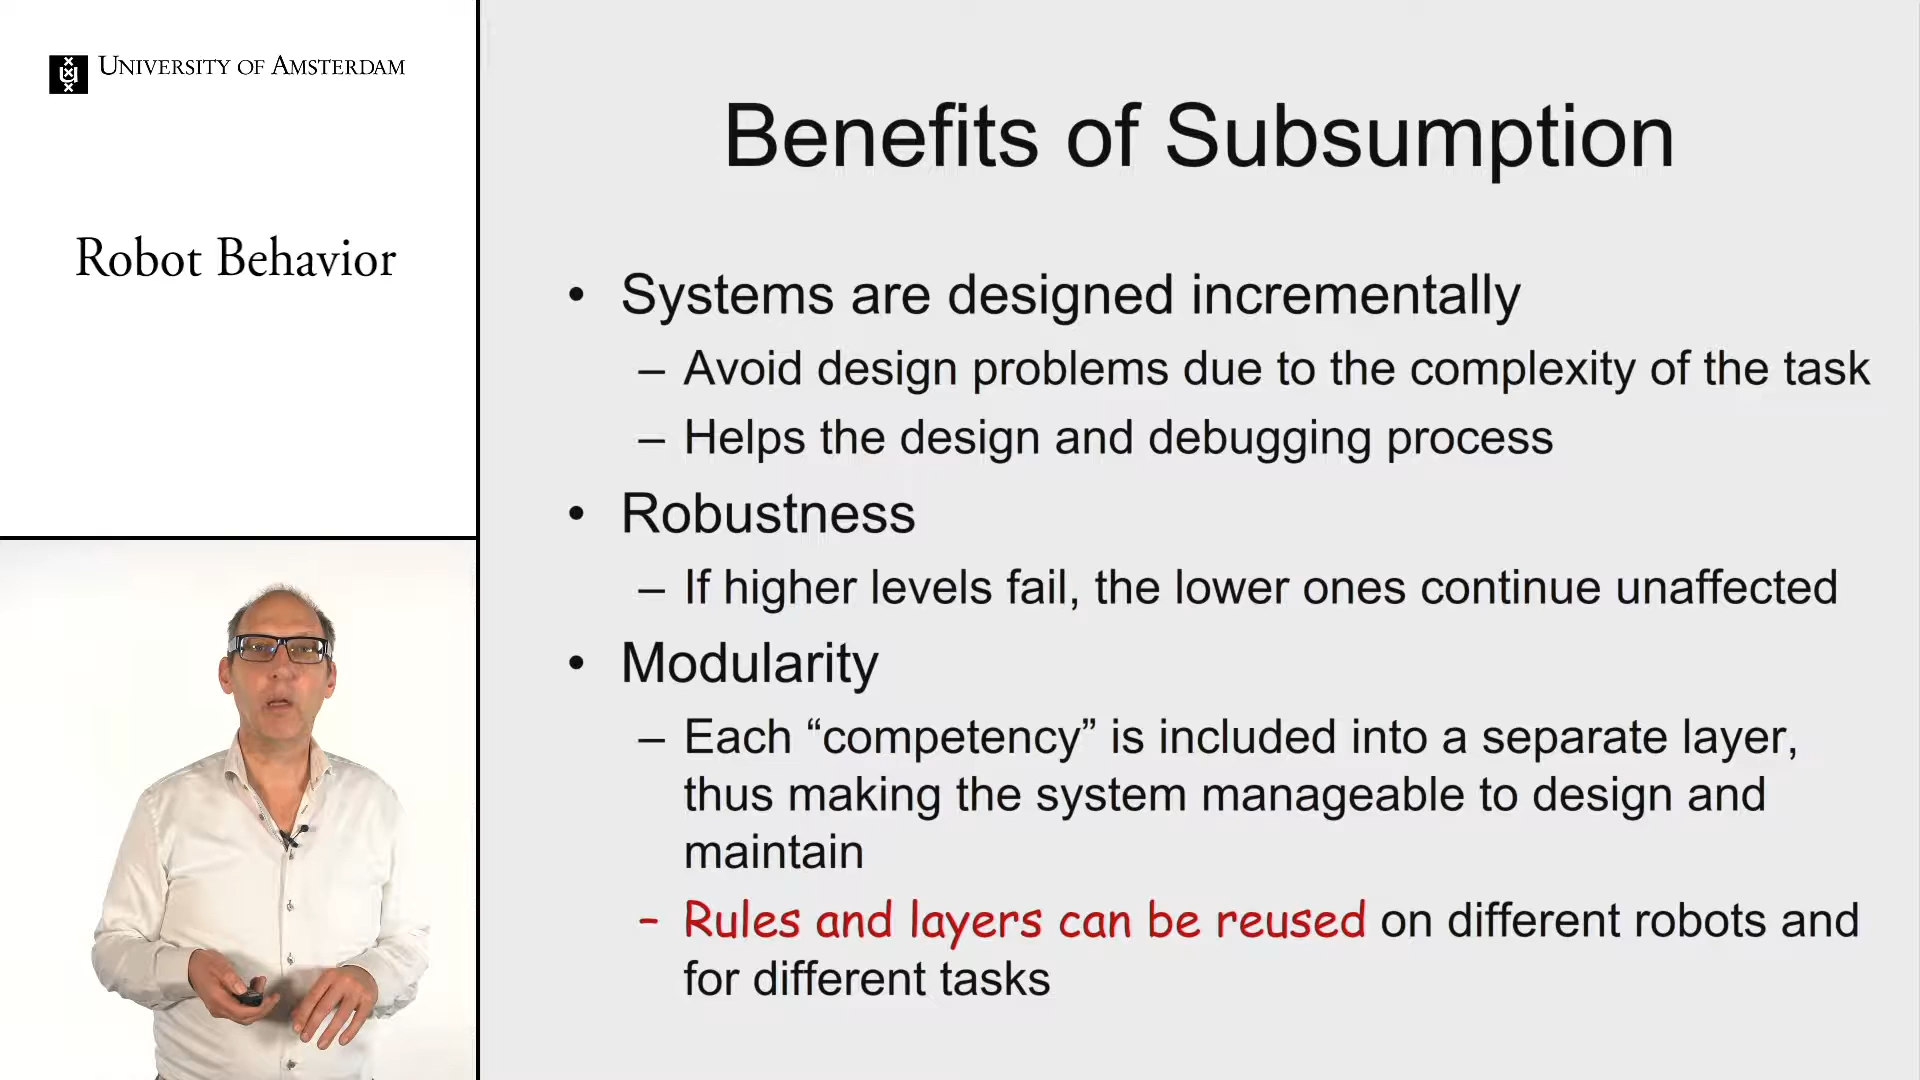 UNIVERSITY OF AMSTERDAM
Robot Behavior
Benefits of Subsumption
• Systems are designed incrementally
– Avoid design problems due to the complexity of the task
– Helps the design and debugging process
• Robustness
– If higher levels fail, the lower ones continue unaffected
• Modularity
– Each “competency” is included into a separate layer,
thus making the system manageable to design and
maintain
– Rules and layers can be reused on different robots and
for different tasks